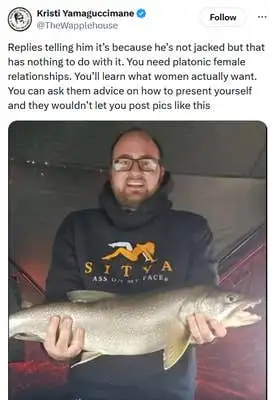 Kristi Yamaguccimane
Follow
@TheWapplehouse
Replies telling him it's because he's not jacked but that
has nothing to do with it. You need platonic female
relationships. You'll learn what women actually want.
You can ask them advice on how to present yourself
and they wouldn't let you post pics like this
SITYA
ASS ON MY FACE